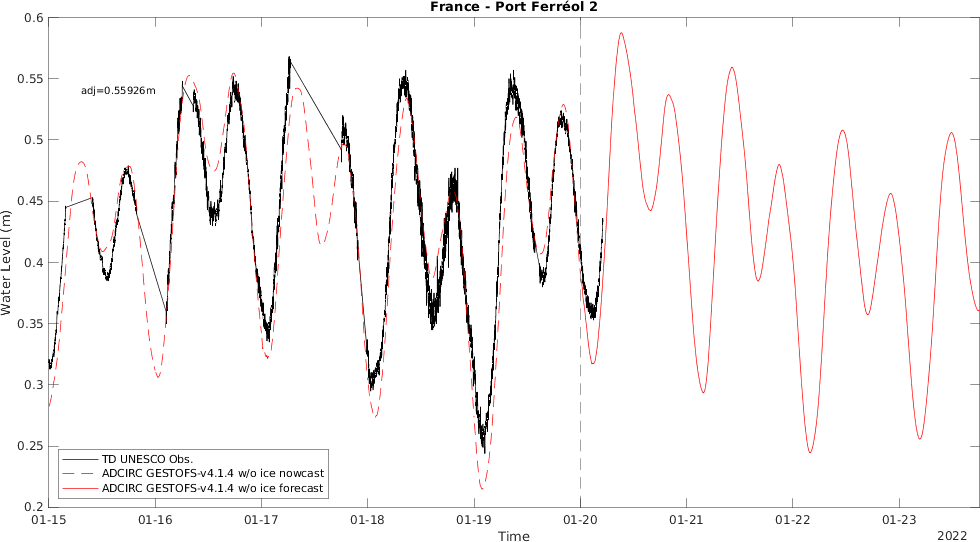 France - Port Ferréol 2
0.6
0.55
adj=0.55926m
0.5
0.45
0.4
0.35
0.3
0.25
0.2
Water Level (m)
TD UNESCO Obs.
ADCIRC GESTOFS-v4.1.4 w/o ice nowcast
ADCIRC GESTOFS-v4.1.4 w/o ice forecast
01-15 01-16 01-17 01-18 01-19 01-20 01-21 01-22 01-23
Time
2022